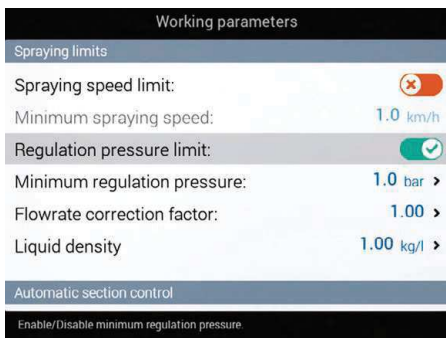 Working parameters
Spraying limits
Spraying speed limit:
Minimum spraying speed: 1.0 km/h
Regulation pressure limit:
Minimum regulation pressure: 1.0 bar >
Flowrate correction factor: 1.00 >
Liquid density 1.00 kg/l >
Automatic section control
Enable/Disable minimum regulation pressure.